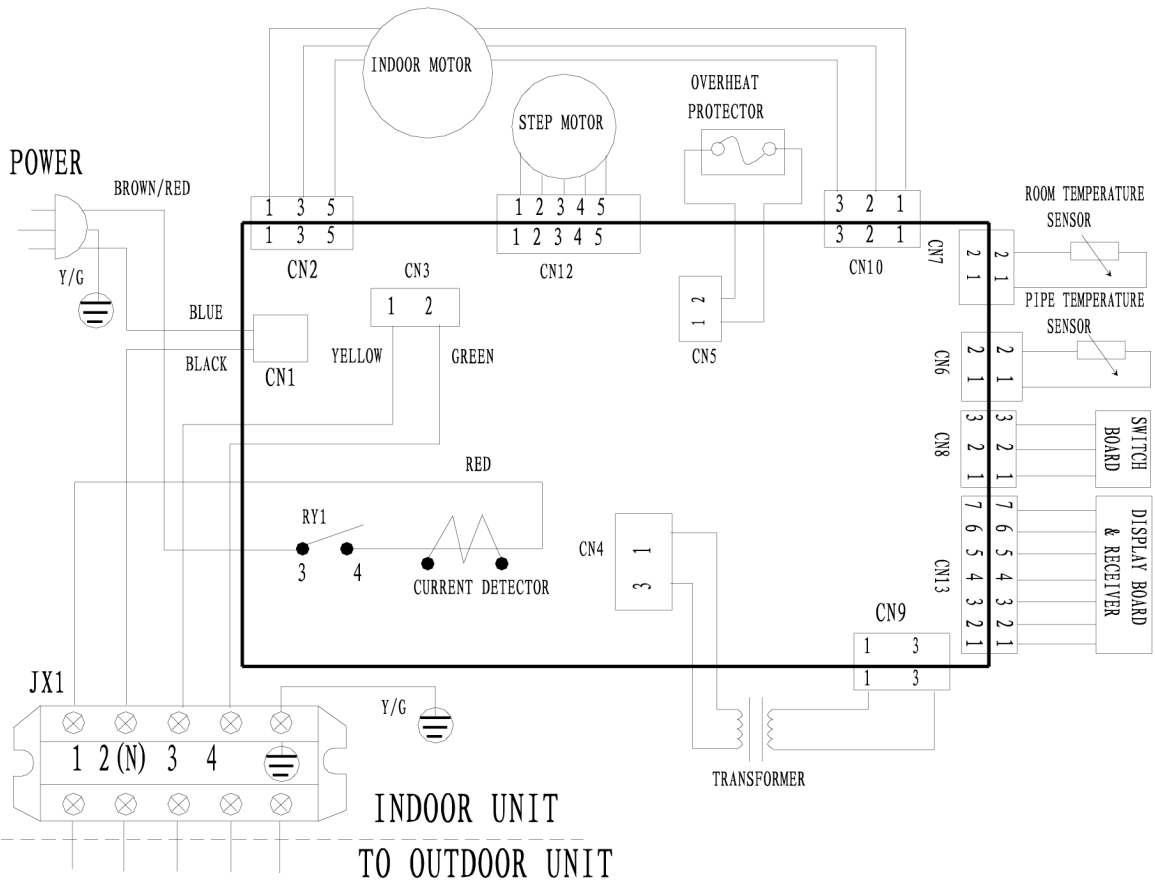 INDOOR MOTOR
STEP MOTOR
OVERHEAT
PROTECTOR
POWER
BROWN/RED
Y/G
1 3 5
1 3 5
CN2
1 2 3 4 5
1 2 3 4 5
CN12
3 2 1
3 2 1
CN10
CN7
2 1
2 1
ROOM TEMPERATURE
SENSOR
CN3
1 2
YELLOW
GREEN
BLUE
BLACK
CN1
2 1
CN5
PIPE TEMPERATURE
SENSOR
CN6
2 1
2 1
CN8
3 2 1
3 2 1
SWITCH
BOARD
RED
RY1
3 4
CURRENT DETECTOR
CN4
1
3
CN13
7 6 5 4 3 2 1
7 6 5 4 3 2 1
DISPLAY BOARD
& RECEIVER
CN9
1 3
1 3
JX1
Y/G
1 2(N) 3 4
TRANSFORMER
INDOOR UNIT
TO OUTDOOR UNIT